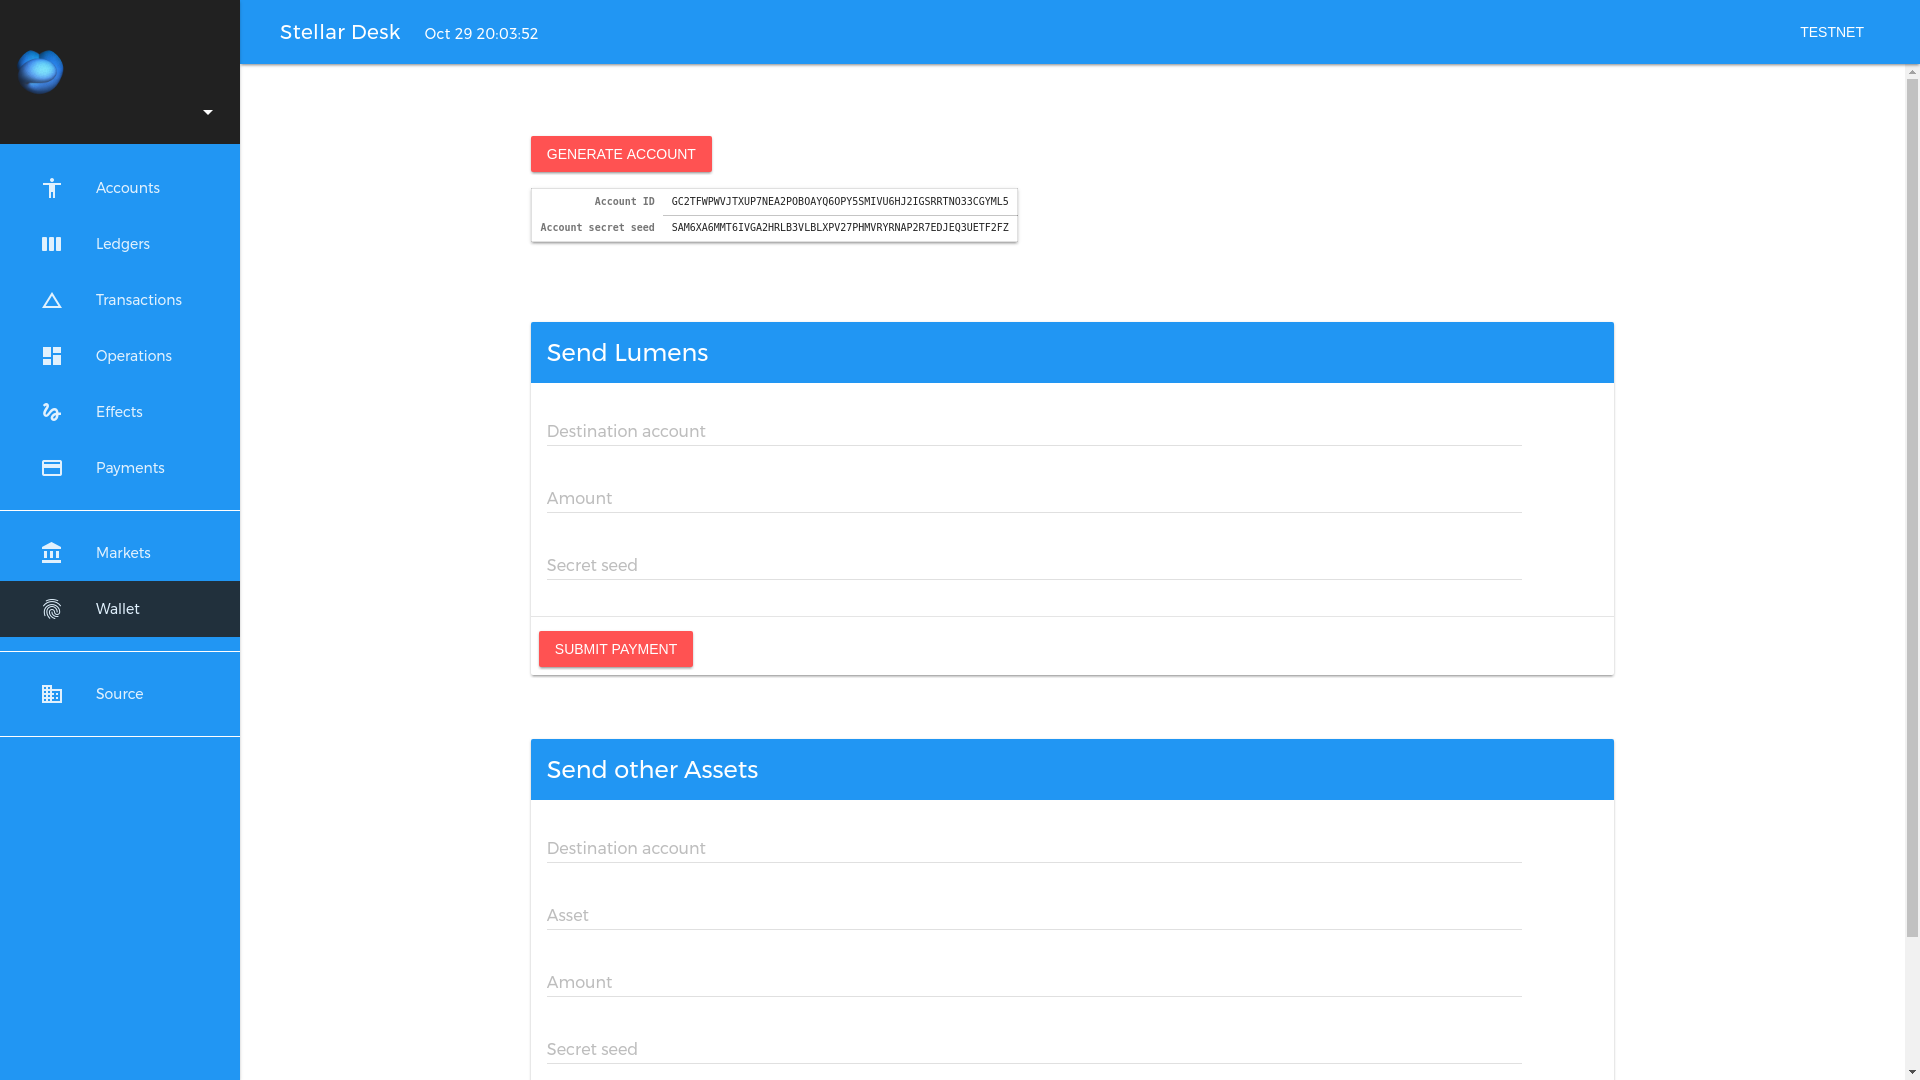 Stellar Desk Oct 29 20:03:52 TESTNET
Accounts
Ledgers
Transactions
Operations
Effects
Payments
Markets
Wallet
Source
GENERATE ACCOUNT
Account ID GC2TFWPWVJTXUP7NEA2POBOAYQ6OPY5SMIVU6HJ2IGSRRTNO33CGYML5
Account secret seed SAM6XA6MMT6IVGA2HRLB3VLBLXPV27PHMVRYRNAP2R7EDJEQ3UETF2FZ
Send Lumens
Destination account
Amount
Secret seed
SUBMIT PAYMENT
Send other Assets
Destination account
Asset
Amount
Secret seed